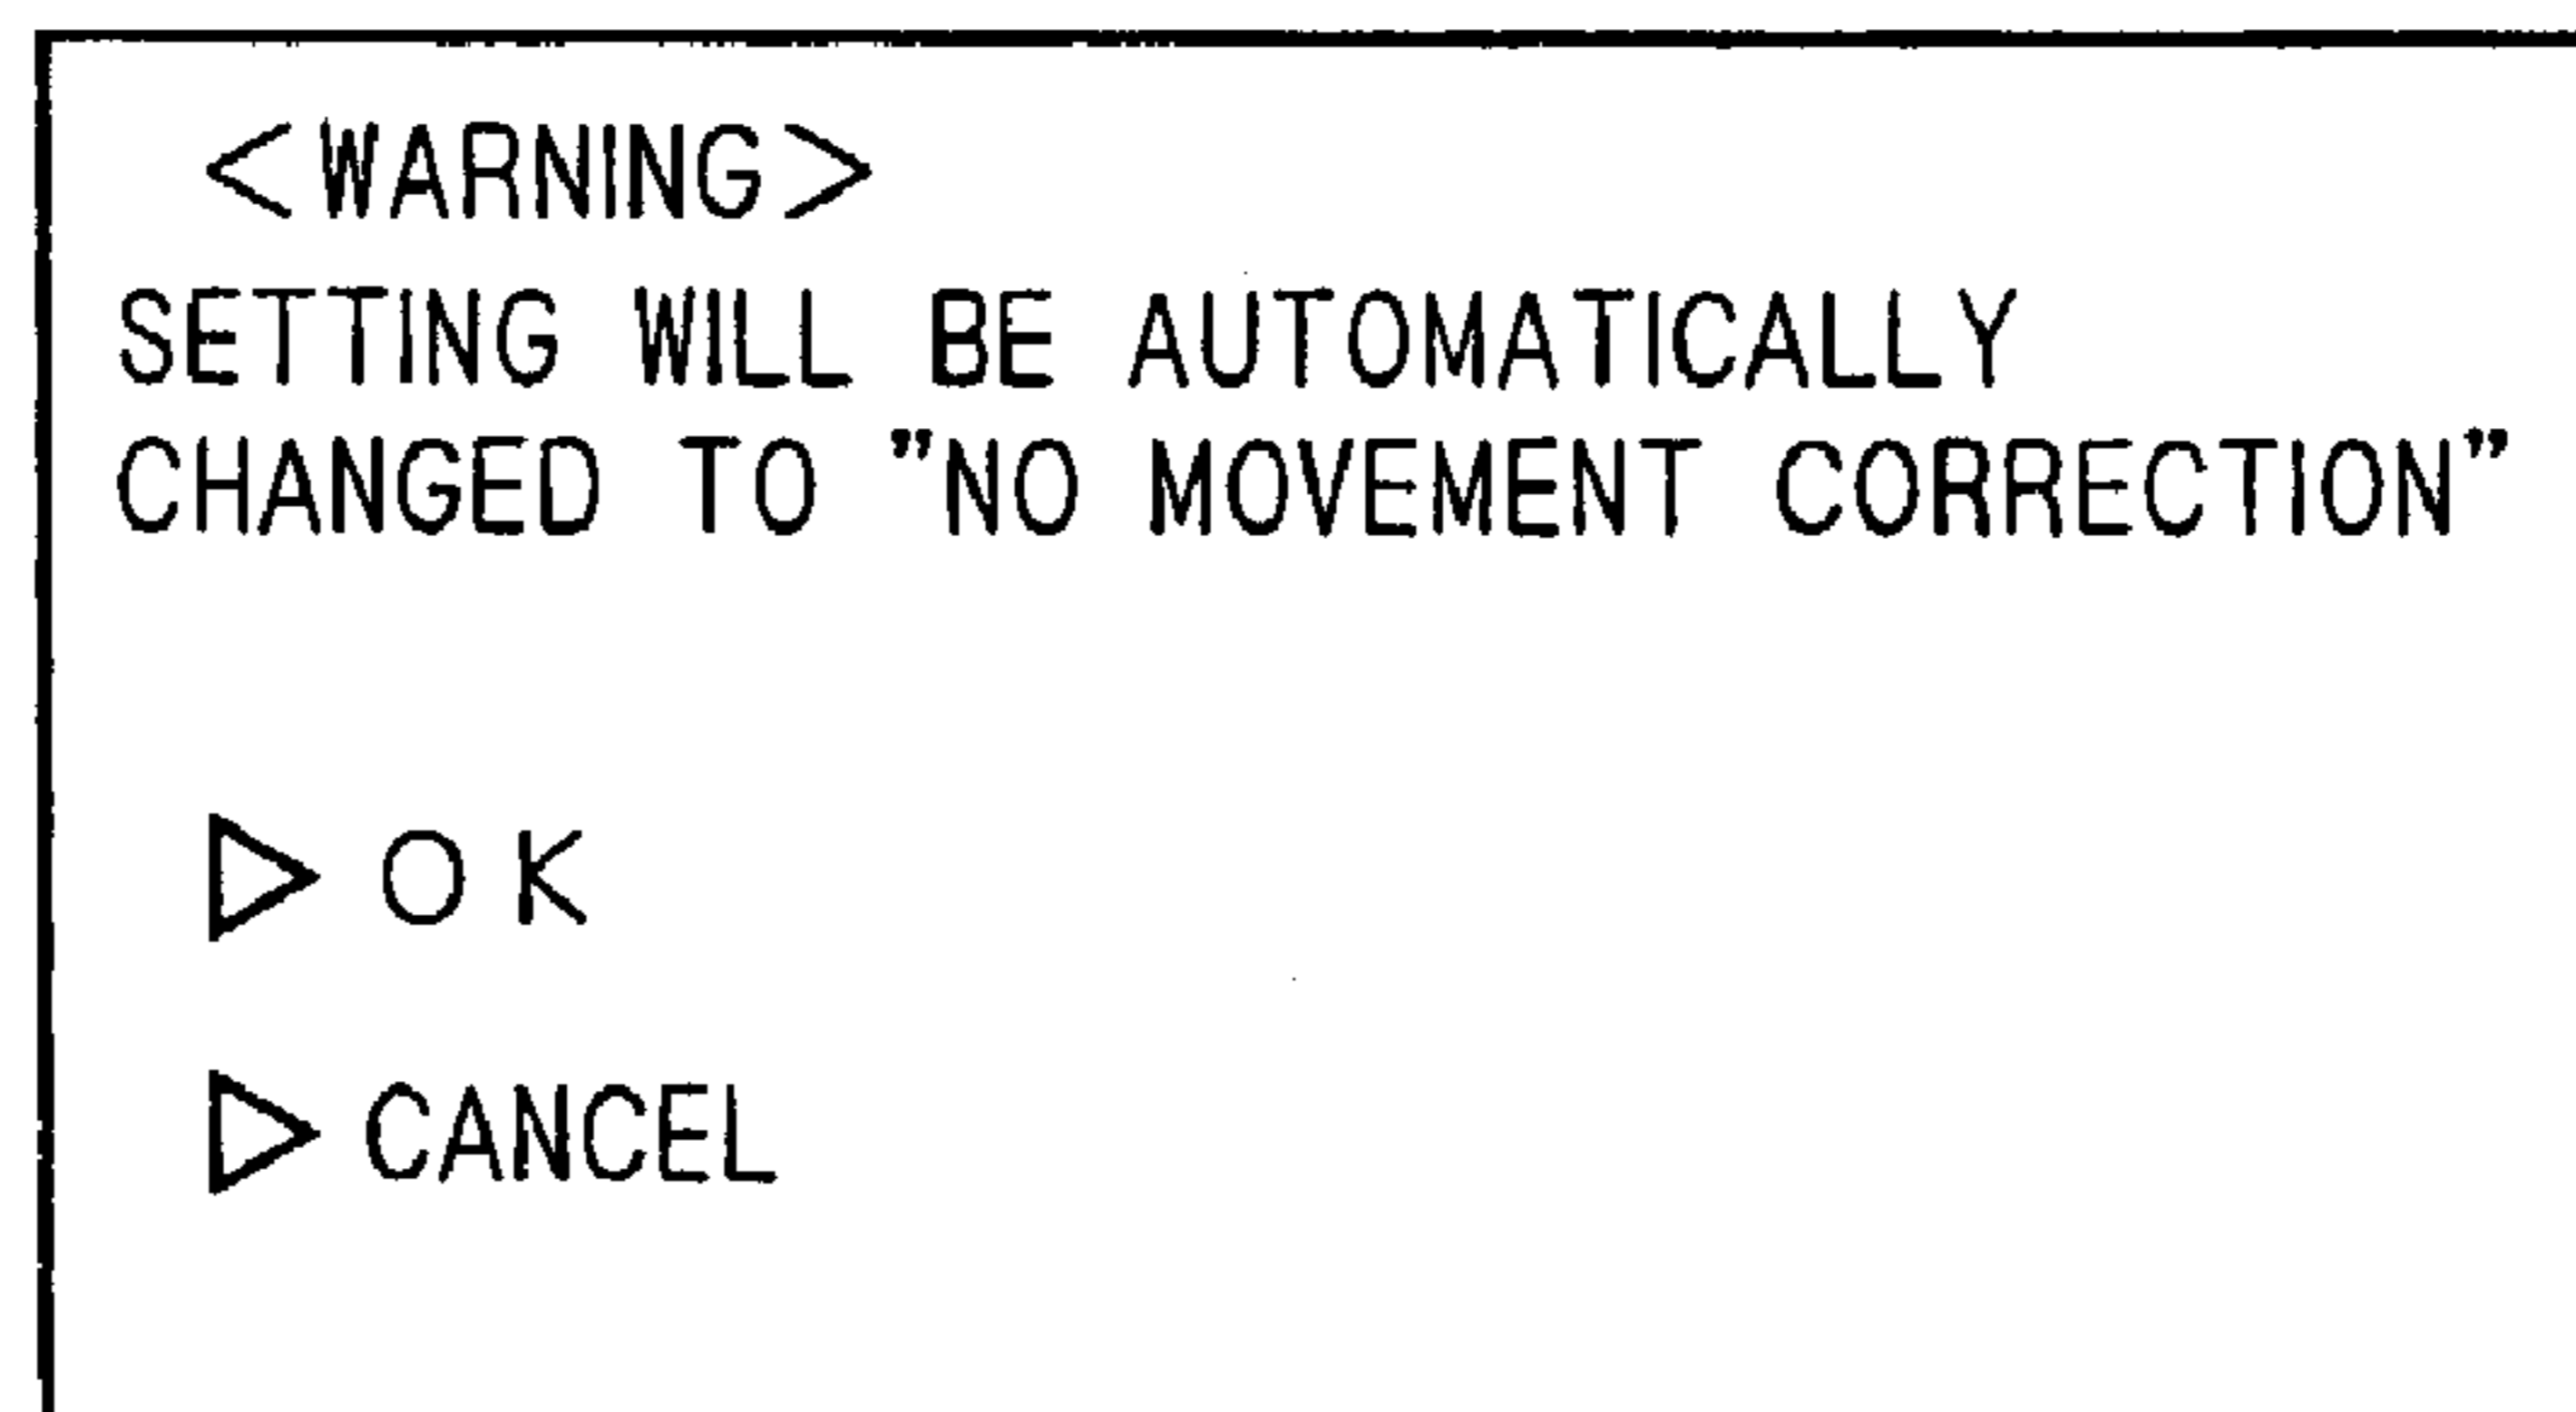 <WARNING>
SETTING WILL BE AUTOMATICALLY
CHANGED TO "NO MOVEMENT CORRECTION"
▷ OK
▷ CANCEL